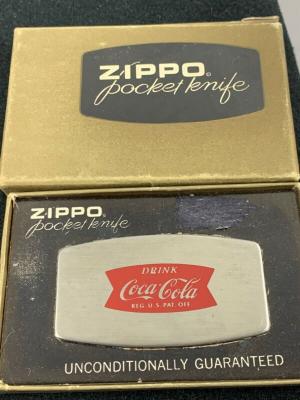 ZIPPO®
pocket knife
ZIPPO®
pocket knife
DRINK
Coca-Cola
REG. U.S. PAT. OFF.
UNCONDITIONALLY GUARANTEED